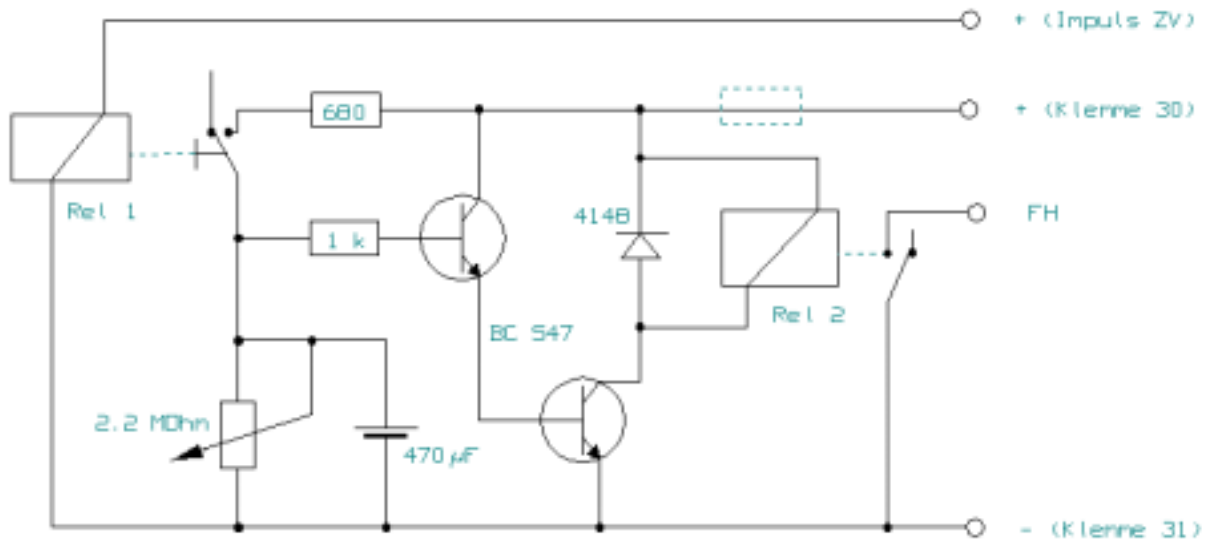 + (Impuls ZV)
680
+ (Klemme 30)
Rel 1
4148
FH
1 k
Rel 2
BC 547
2.2 MOhm
470 µF
- (Klemme 31)